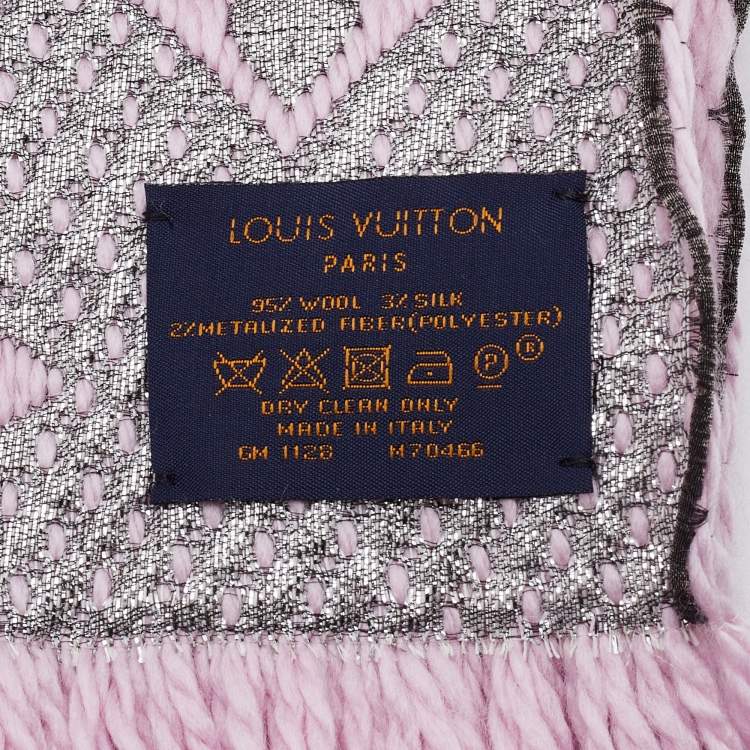 LOUIS VUITTON
PARIS
95% WOOL 3% SILK
2%METALIZED FIBER(POLYESTER)
P ®
DRY CLEAN ONLY
MADE IN ITALY
GM 1128 M70466